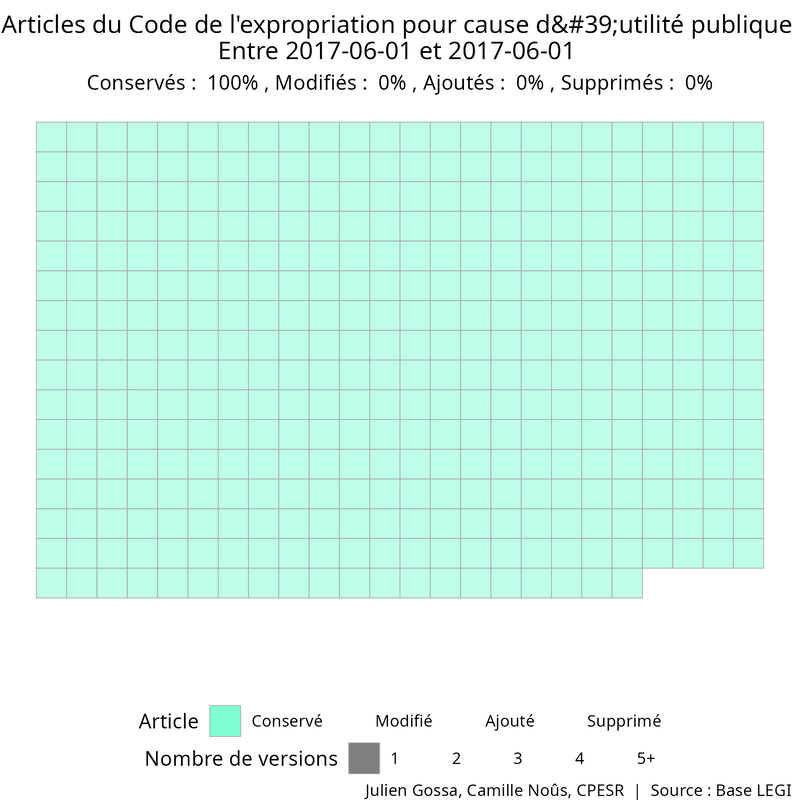 Articles du Code de l'expropriation pour cause d&#39;utilité publique
Entre 2017-06-01 et 2017-06-01
Conservés :  100% , Modifiés :  0% , Ajoutés :  0% , Supprimés :  0%
Article Conservé Modifié Ajouté Supprimé
Nombre de versions 1 2 3 4 5+
Julien Gossa, Camille Noûs, CPESR  |  Source : Base LEGI